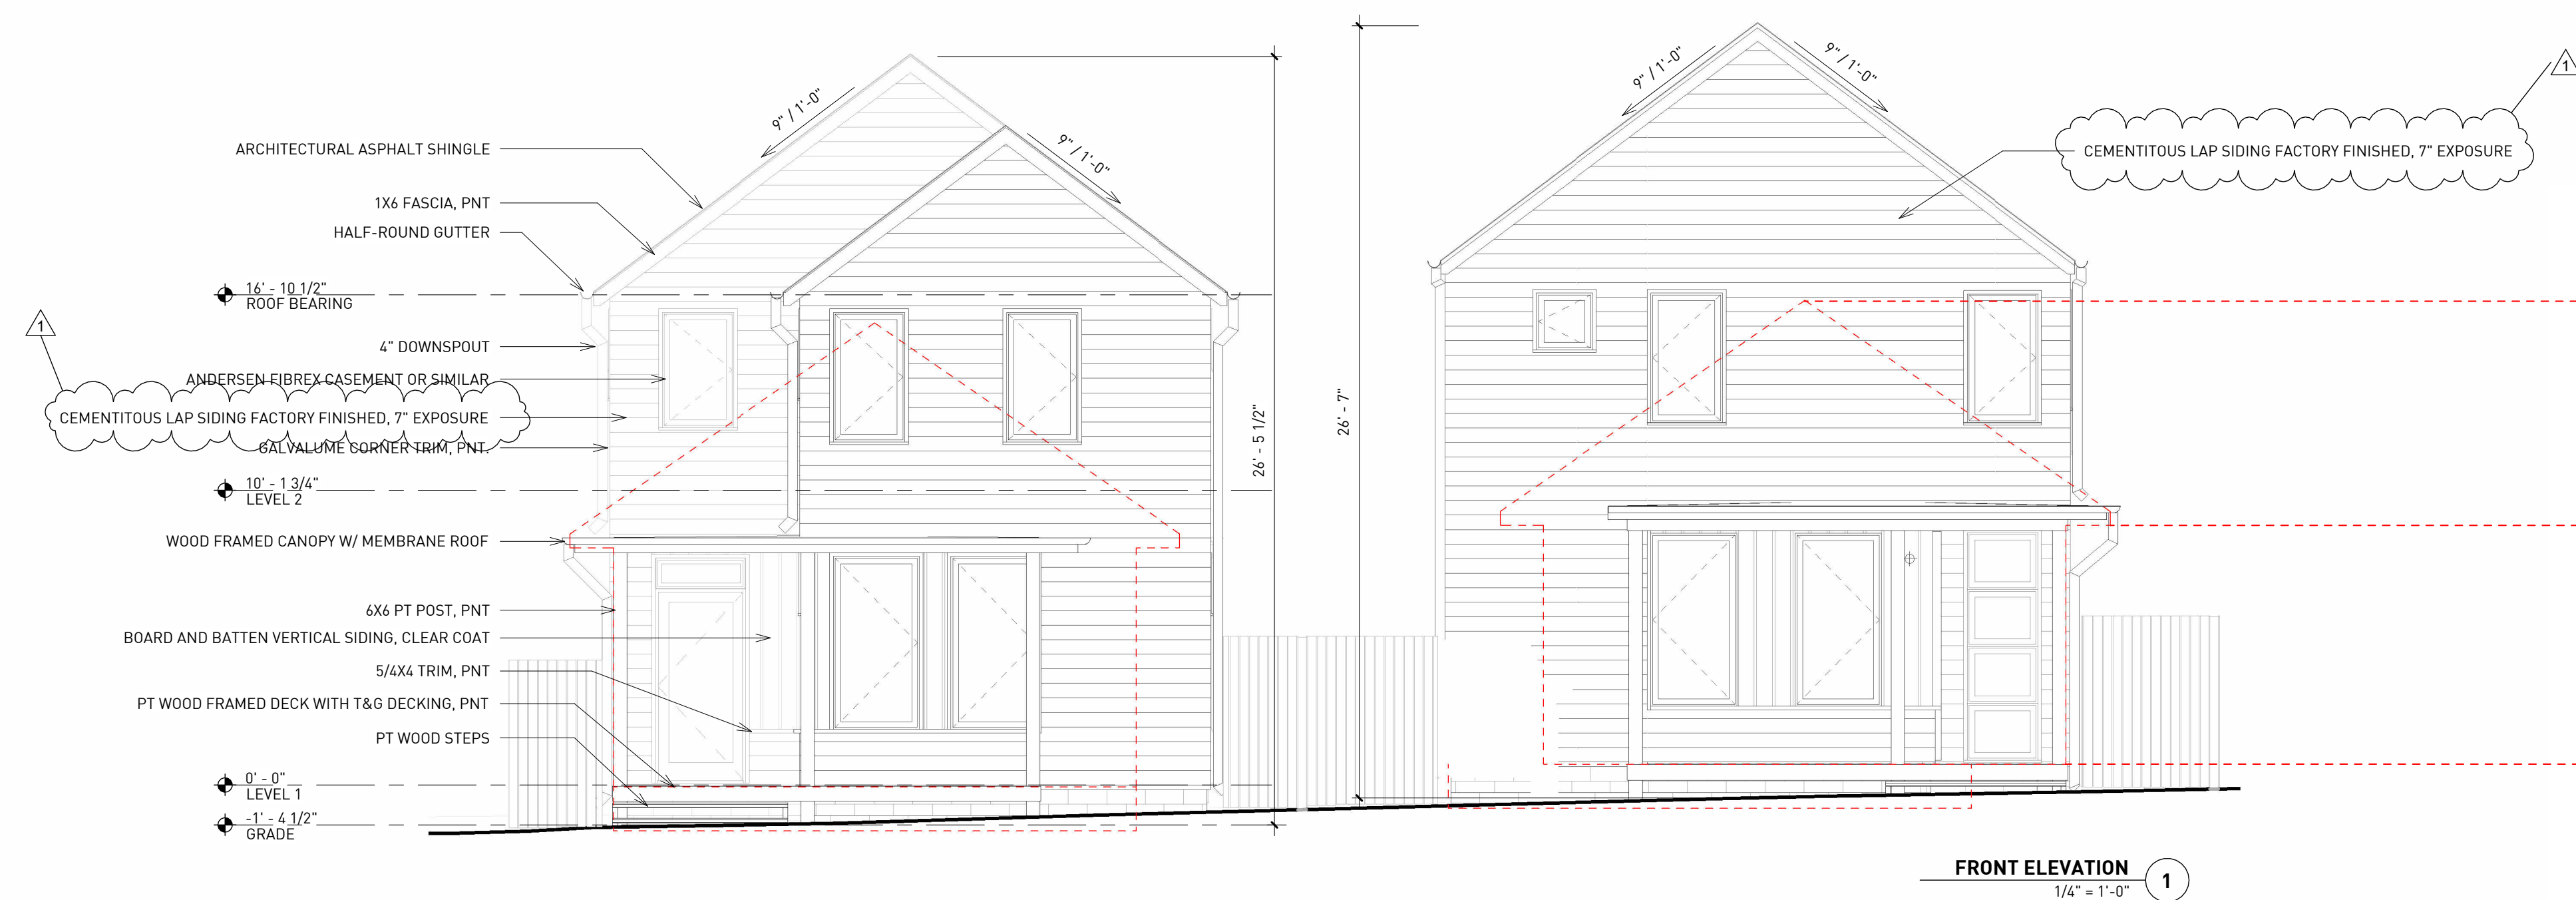 ARCHITECTURAL ASPHALT SHINGLE
1X6 FASCIA, PNT
HALF-ROUND GUTTER
16' - 10 1/2"
ROOF BEARING
1
4" DOWNSPOUT
ANDERSEN FIBREX CASEMENT OR SIMILAR
CEMENTITOUS LAP SIDING FACTORY FINISHED, 7" EXPOSURE
GALVALUME CORNER TRIM, PNT.
10' - 1 3/4"
LEVEL 2
WOOD FRAMED CANOPY W/ MEMBRANE ROOF
6X6 PT POST, PNT
BOARD AND BATTEN VERTICAL SIDING, CLEAR COAT
5/4X4 TRIM, PNT
PT WOOD FRAMED DECK WITH T&G DECKING, PNT
PT WOOD STEPS
0' - 0"
LEVEL 1
-1' - 4 1/2"
GRADE
9" / 1'-0"
9" / 1'-0"
26' - 5 1/2"
26' - 7"
9" / 1'-0"
9" / 1'-0"
1
CEMENTITOUS LAP SIDING FACTORY FINISHED, 7" EXPOSURE
FRONT ELEVATION
1/4" = 1'-0"
1